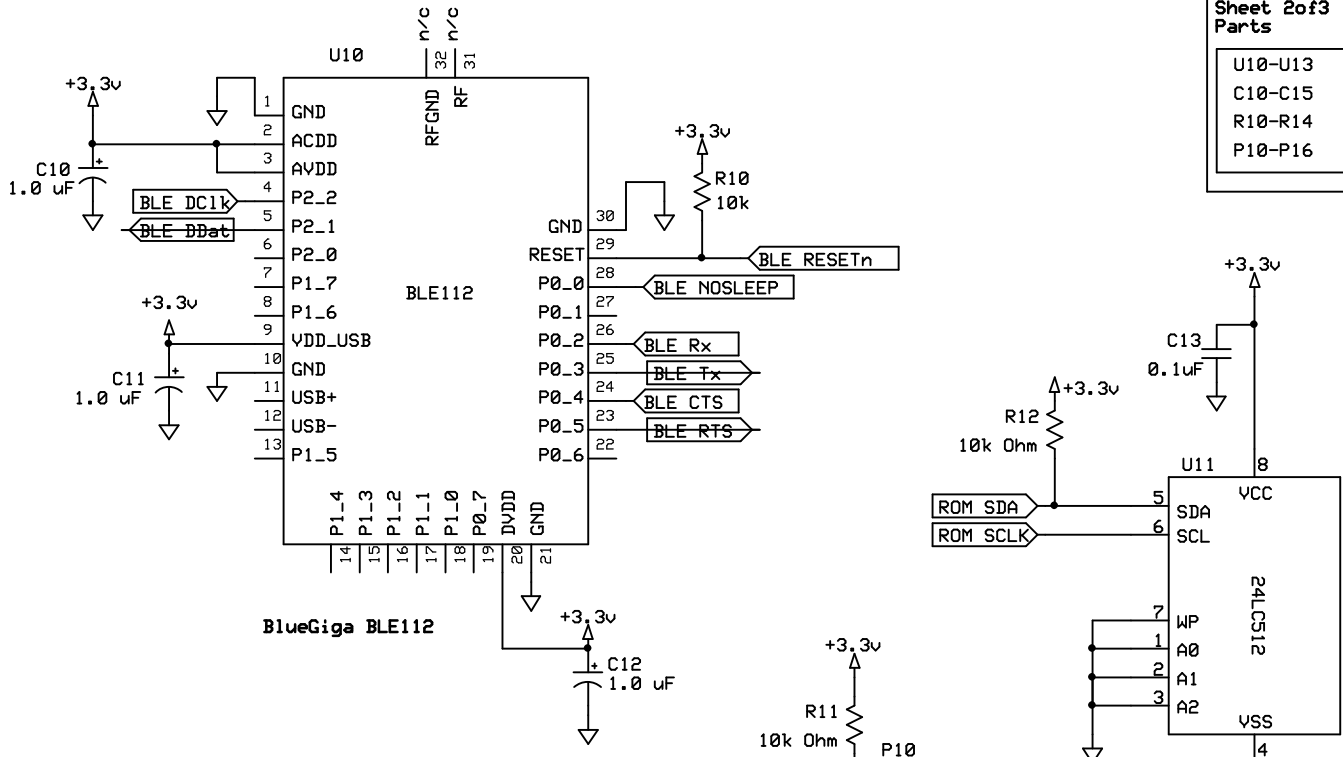 Sheet 2of3
Parts
U10-U13
C10-C15
R10-R14
P10-P16
n/c
n/c
U10
32
31
RFGND
RF
+3.3v
C10
1.0 uF
1
GND
2
ACDD
3
AVDD
BLE DClk
4
P2_2
BLE DDat
5
P2_1
6
P2_0
7
P1_7
8
P1_6
+3.3v
9
VDD_USB
10
GND
C11
1.0 uF
11
USB+
12
USB-
13
P1_5
BLE112
P1_4
P1_3
P1_2
P1_1
P1_0
P0_7
DVDD
GND
14
15
16
17
18
19
20
21
+3.3v
R10
10k
GND
30
RESET
29
BLE RESETn
P0_0
28
BLE NOSLEEP
P0_1
27
P0_2
26
BLE Rx
P0_3
25
BLE Tx
P0_4
24
BLE CTS
P0_5
23
BLE RTS
P0_6
22
BlueGiga BLE112
+3.3v
C12
1.0 uF
+3.3v
R11
10k Ohm
P10
+3.3v
C13
0.1uF
+3.3v
R12
10k Ohm
U11
8
VCC
ROM SDA
5
SDA
ROM SCLK
6
SCL
24LC512
7
WP
1
A0
2
A1
3
A2
VSS
4